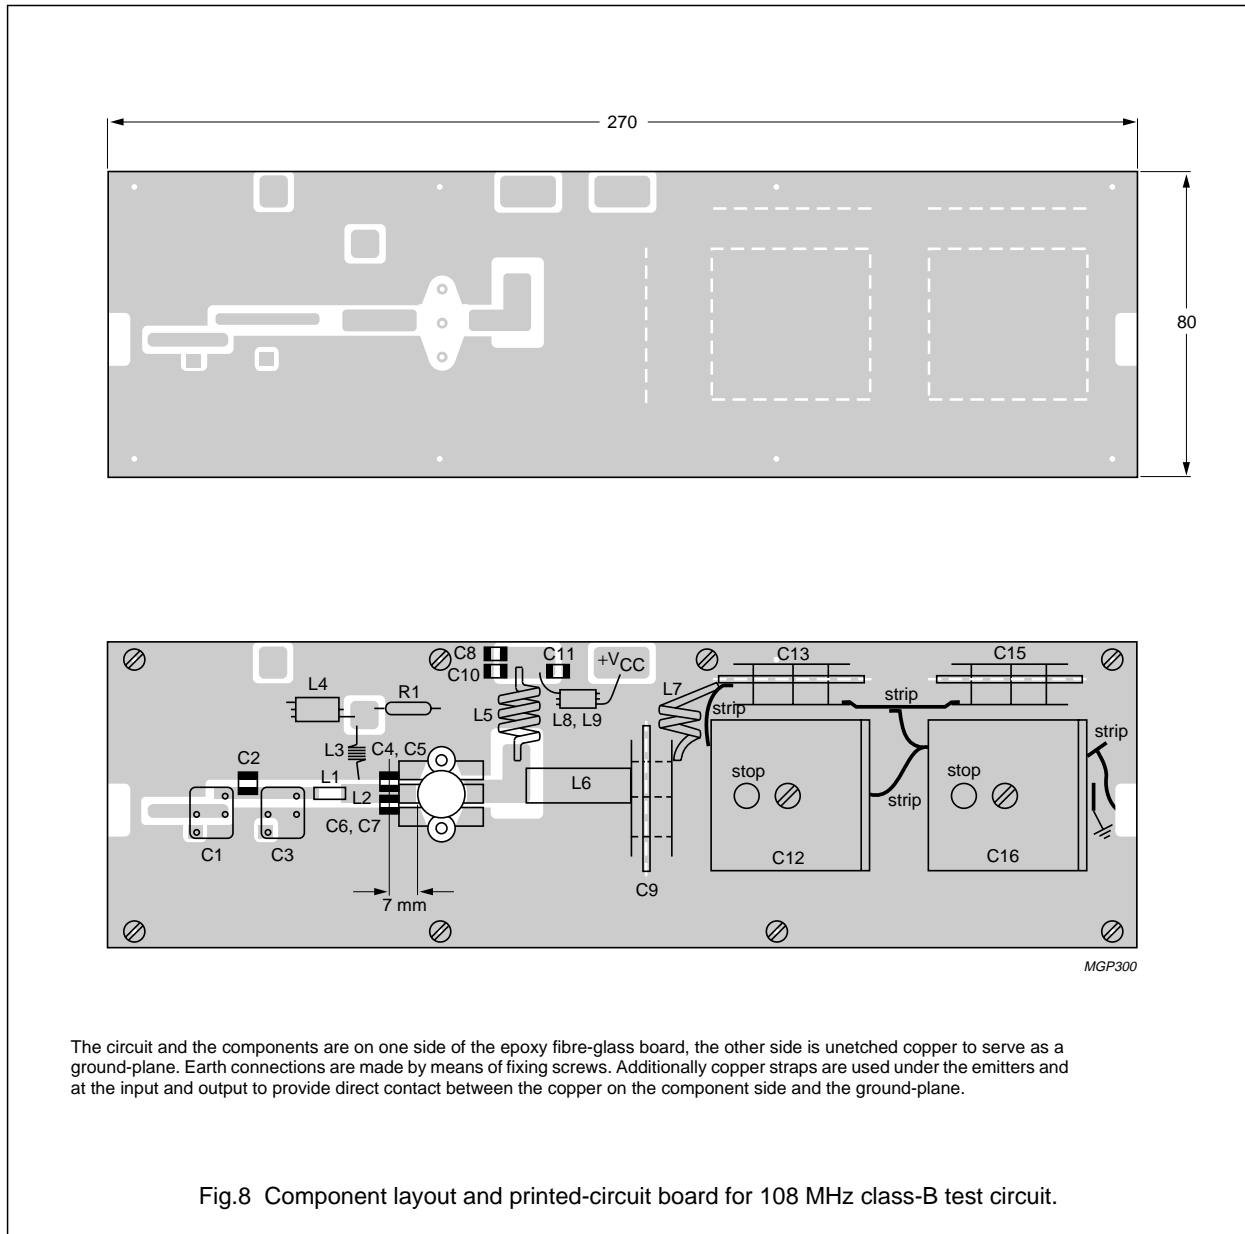 270
80
C8
C10
C11
+VCC
C13
C15
L4
R1
L5
L8, L9
L7
strip
strip
strip
C2
L3
C4, C5
L1
L2
L6
stop
stop
strip
C6, C7
C1
C3
C12
C16
C9
7 mm
MGP300
The circuit and the components are on one side of the epoxy fibre-glass board, the other side is unetched copper to serve as a
ground-plane. Earth connections are made by means of fixing screws. Additionally copper straps are used under the emitters and
at the input and output to provide direct contact between the copper on the component side and the ground-plane.
Fig.8 Component layout and printed-circuit board for 108 MHz class-B test circuit.